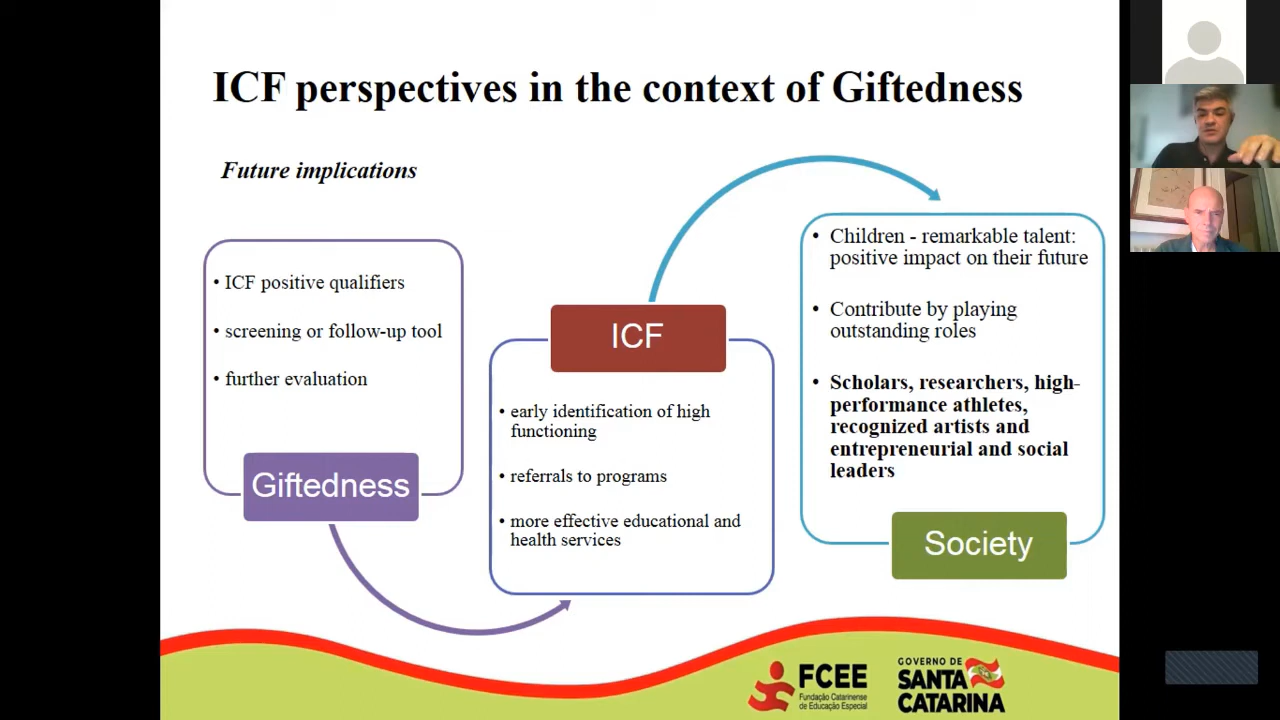 ICF perspectives in the context of Giftedness
Future implications
• ICF positive qualifiers
• screening or follow-up tool
• further evaluation
Giftedness
ICF
• early identification of high
functioning
• referrals to programs
• more effective educational and
health services
• Children - remarkable talent:
positive impact on their future
• Contribute by playing
outstanding roles
• Scholars, researchers, high-
performance athletes,
recognized artists and
entrepreneurial and social
leaders
Society
FCEE
Fundação Catarinense
de Educação Especial
GOVERNO DE
SANTA
CATARINA